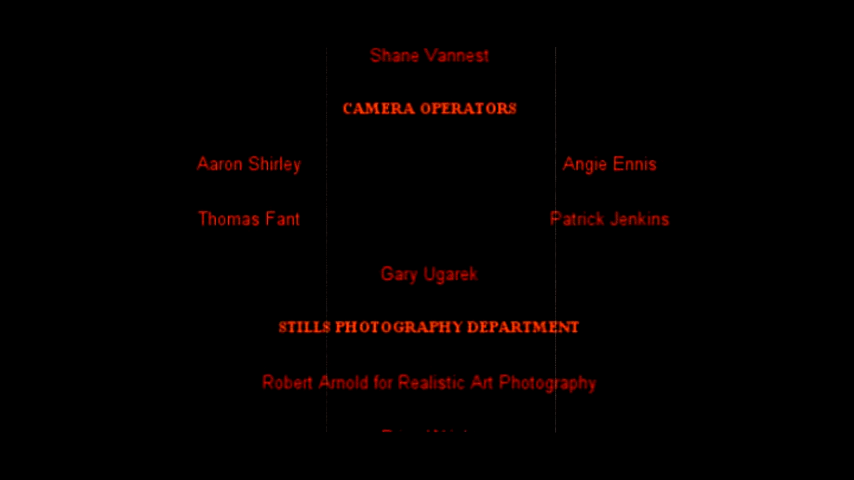 Shane Vannest
CAMERA OPERATORS
Aaron Shirley Angie Ennis
Thomas Fant Patrick Jenkins
Gary Ugarek
STILLS PHOTOGRAPHY DEPARTMENT
Robert Arnold for Realistic Art Photography